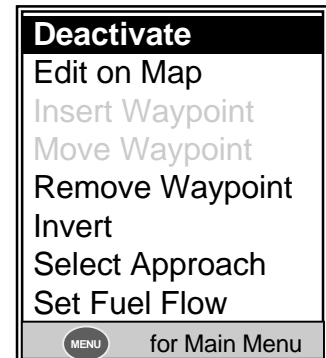 Deactivate
Edit on Map
Insert Waypoint
Move Waypoint
Remove Waypoint
Invert
Select Approach
Set Fuel Flow
MENU for Main Menu